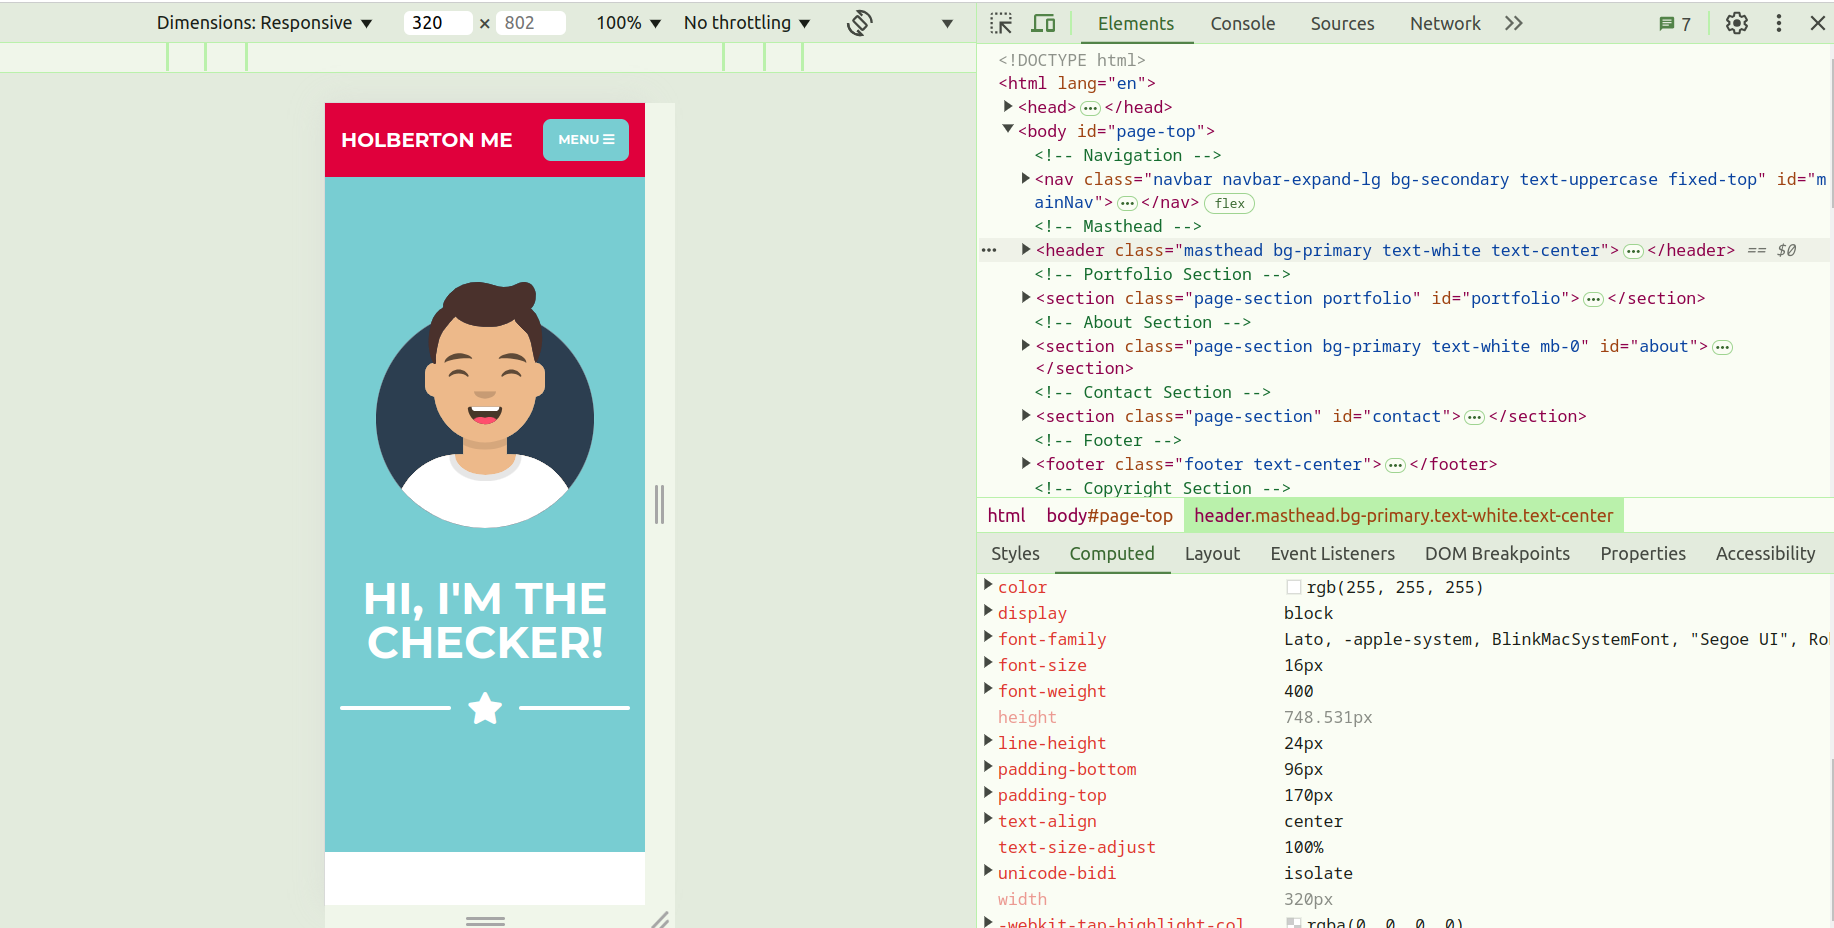 Dimensions: Responsive ▼ 320 × 802 100% ▼ No throttling ▼
Elements Console Sources Network 7
HOLBERTON ME
MENU
HI, I'M THE
CHECKER!
<!DOCTYPE html>
<html lang="en">
<head> ••• </head>
<body id="page-top">
<!-- Navigation -->
<nav class="navbar navbar-expand-lg bg-secondary text-uppercase fixed-top" id="m
ainNav"> ••• </nav> flex
<!-- Masthead -->
••• <header class="masthead bg-primary text-white text-center"> ••• </header> == $0
<!-- Portfolio Section -->
<section class="page-section portfolio" id="portfolio"> ••• </section>
<!-- About Section -->
<section class="page-section bg-primary text-white mb-0" id="about"> •••
</section>
<!-- Contact Section -->
<section class="page-section" id="contact"> ••• </section>
<!-- Footer -->
<footer class="footer text-center"> ••• </footer>
<!-- Copyright Section -->
html body#page-top header.masthead.bg-primary.text-white.text-center
Styles Computed Layout Event Listeners DOM Breakpoints Properties Accessibility
color rgb(255, 255, 255)
display block
font-family Lato, -apple-system, BlinkMacSystemFont, "Segoe UI", Ro
font-size 16px
font-weight 400
height 748.531px
line-height 24px
padding-bottom 96px
padding-top 170px
text-align center
text-size-adjust 100%
unicode-bidi isolate
width 320px
-webkit-tap-highlight-col rgba(0, 0, 0, 0)